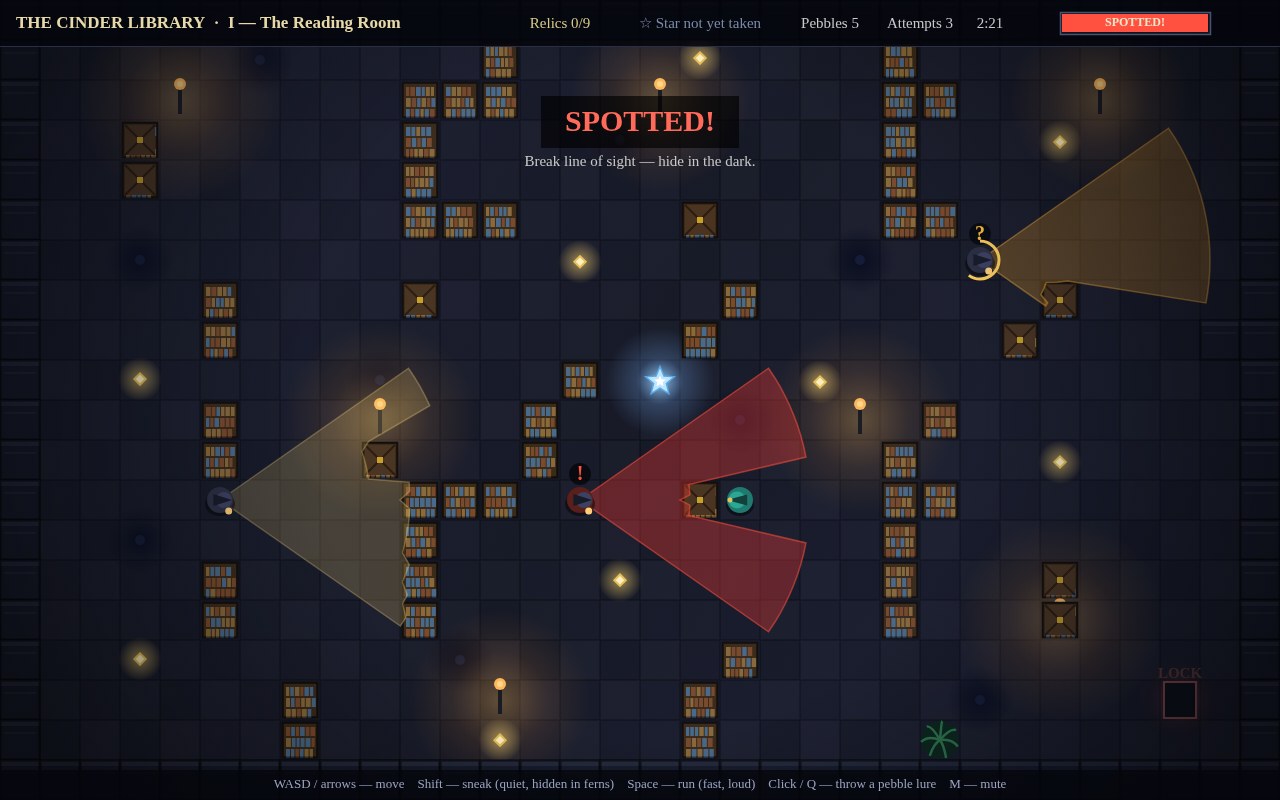 THE CINDER LIBRARY · I — The Reading Room Relics 0/9 ☆ Star not yet taken Pebbles 5 Attempts 3 2:21 SPOTTED!
SPOTTED!
Break line of sight — hide in the dark.
?
!
LOCK
WASD / arrows — move Shift — sneak (quiet, hidden in ferns) Space — run (fast, loud) Click / Q — throw a pebble lure M — mute